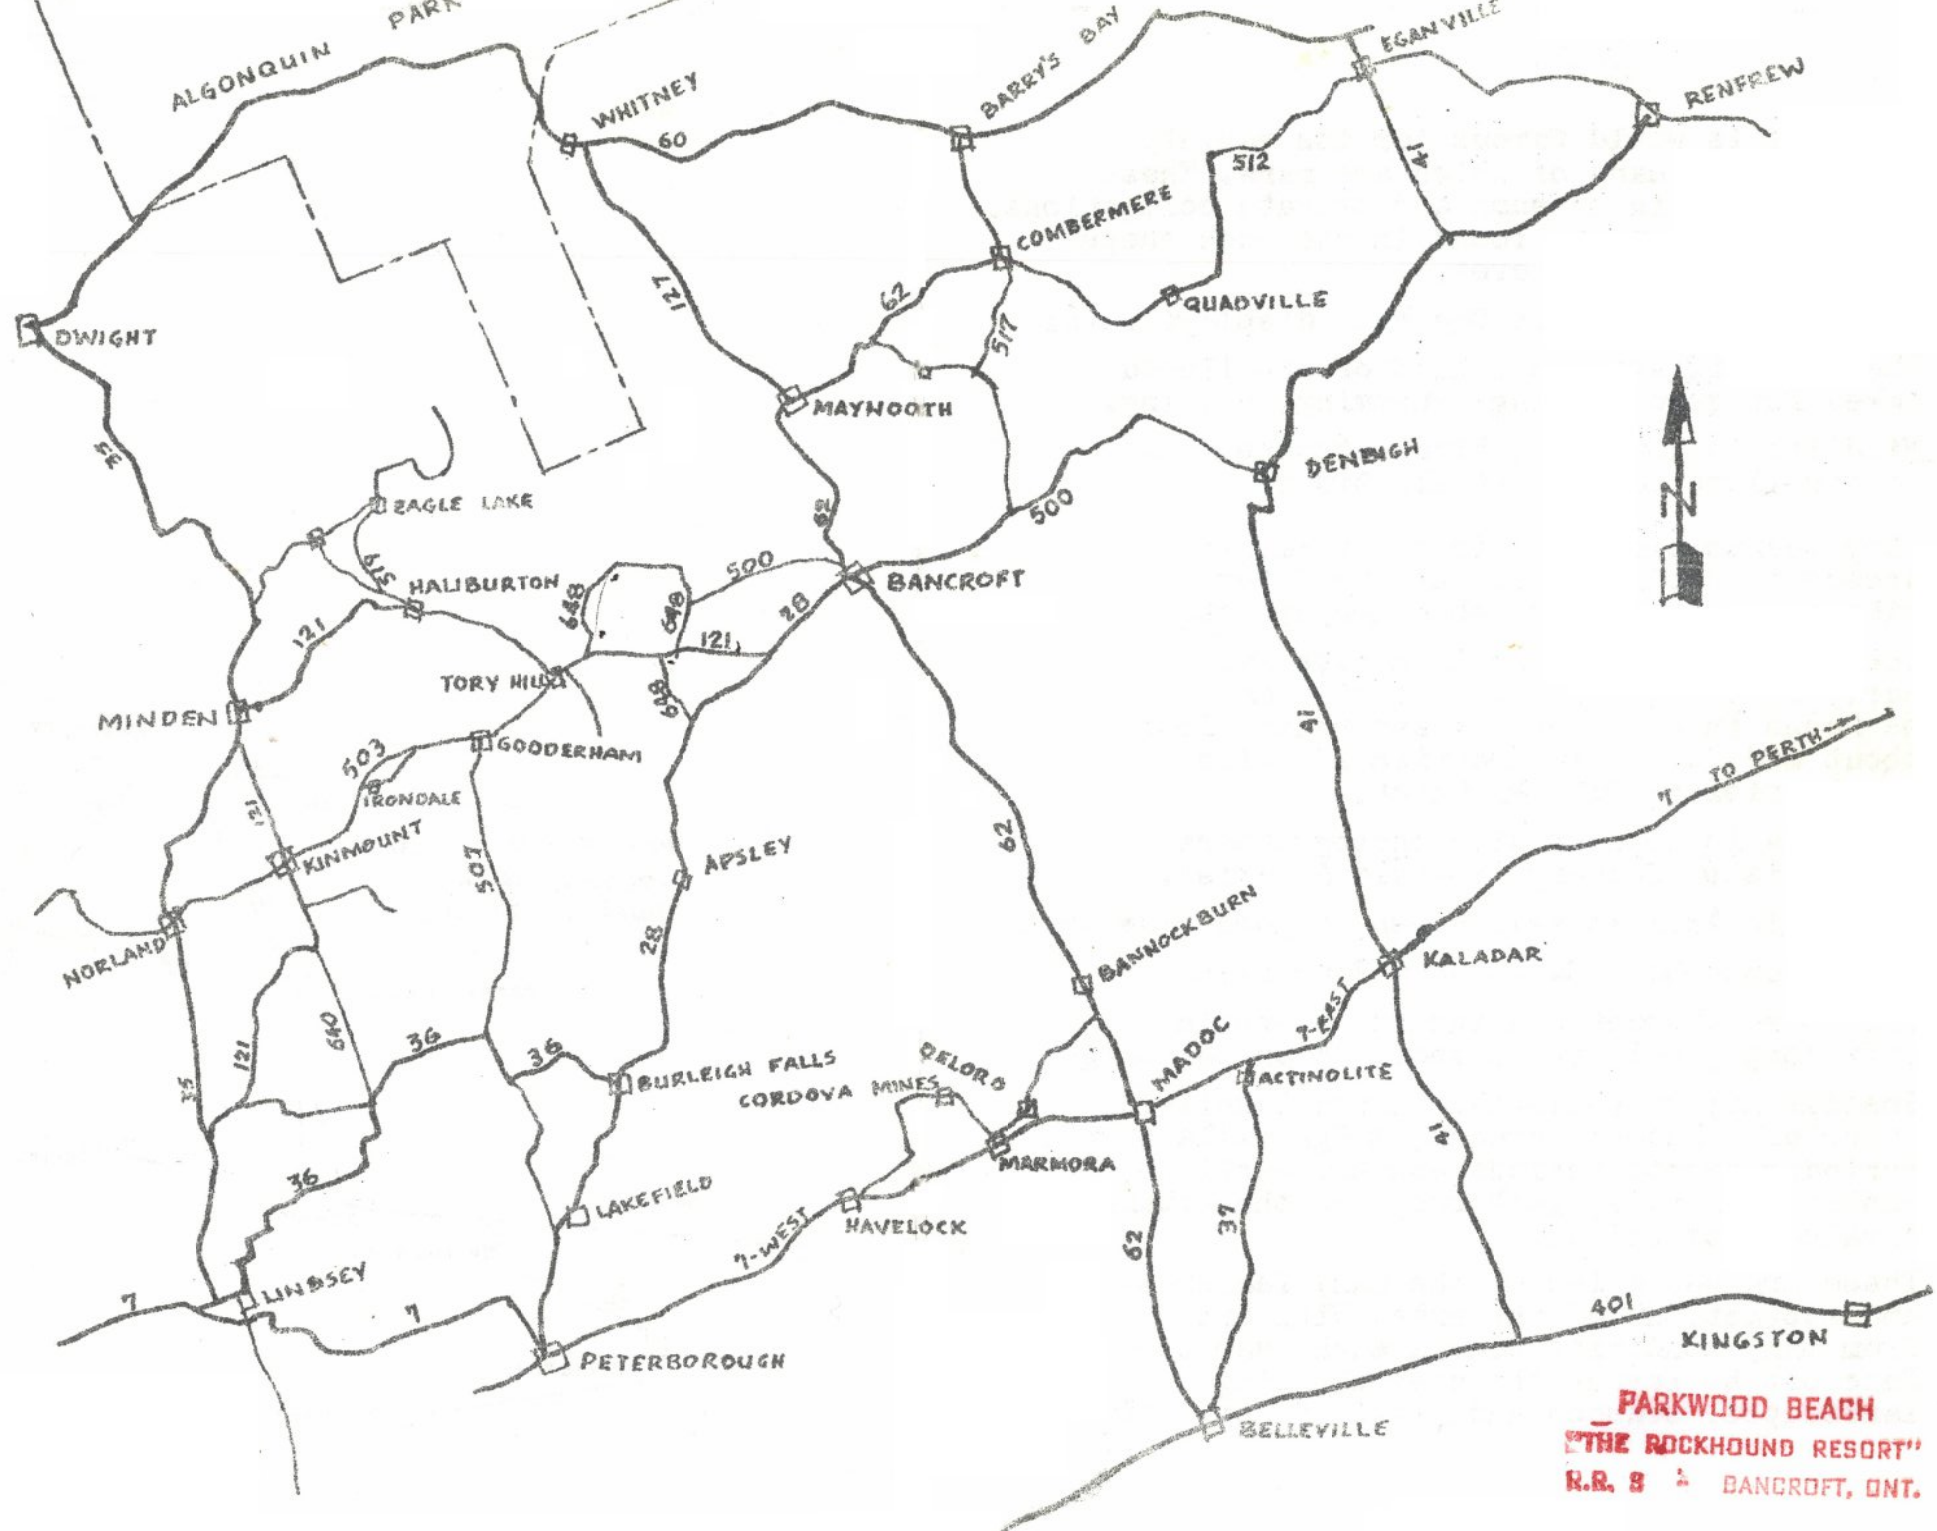 PARK
ALGONQUIN
WHITNEY
60
BARRY'S BAY
EGANVILLE
RENFREW
41
512
COMBERMERE
QUADVILLE
62
517
127
DWIGHT
MAYNOOTH
35
EAGLE LAKE
519
HALIBURTON
DENBIGH
500
N
62
BANCROFT
500
648
648
28
121
121
TORY HILL
648
MINDEN
GOODERHAM
503
IRONDALE
121
KINMOUNT
507
APSLEY
28
NORLAND
62
41
TO PERTH
7
BANNOCKBURN
KALADAR
7-EAST
MADOC
ACTINOLITE
DELORO
CORDOVA MINES
BURLEIGH FALLS
36
36
640
121
35
MARMORA
41
36
LAKEFIELD
HAVELOCK
7-WEST
62
37
LINDSEY
7
7
PETERBOROUGH
401
KINGSTON
BELLEVILLE
PARKWOOD BEACH
"THE ROCKHOUND RESORT"
R.R. BANCROFT, ONT.